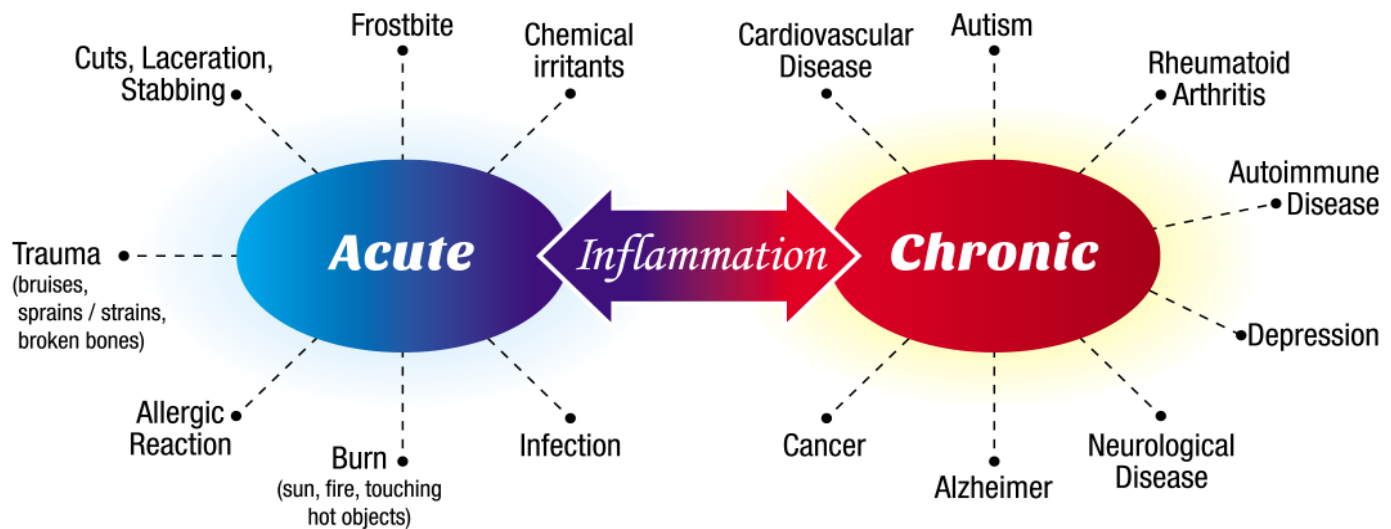 Frostbite
Chemical
irritants
Cuts, Laceration,
Stabbing
Trauma
(bruises,
sprains / strains,
broken bones)
Allergic
Reaction
Burn
(sun, fire, touching
hot objects)
Infection
Acute
Inflammation
Chronic
Cardiovascular
Disease
Autism
Rheumatoid
Arthritis
Autoimmune
Disease
Depression
Neurological
Disease
Alzheimer
Cancer